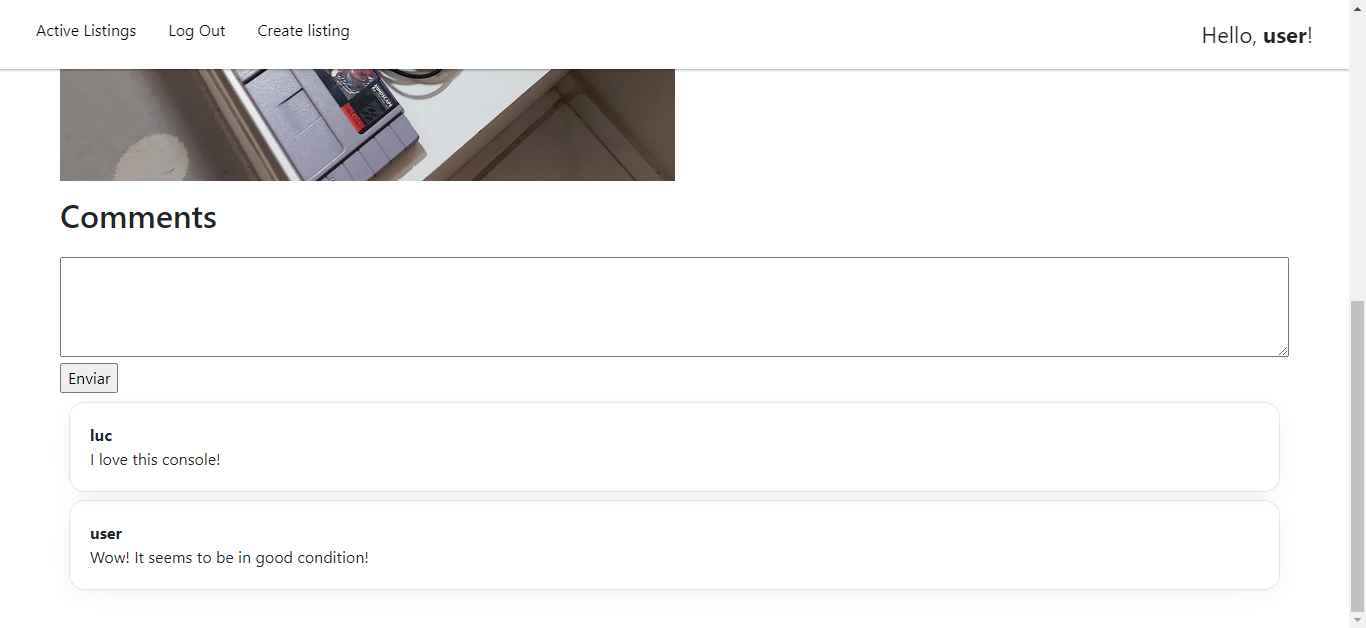 Active Listings
Log Out
Create listing
Hello, user!
Comments
Enviar
luc
I love this console!
user
Wow! It seems to be in good condition!